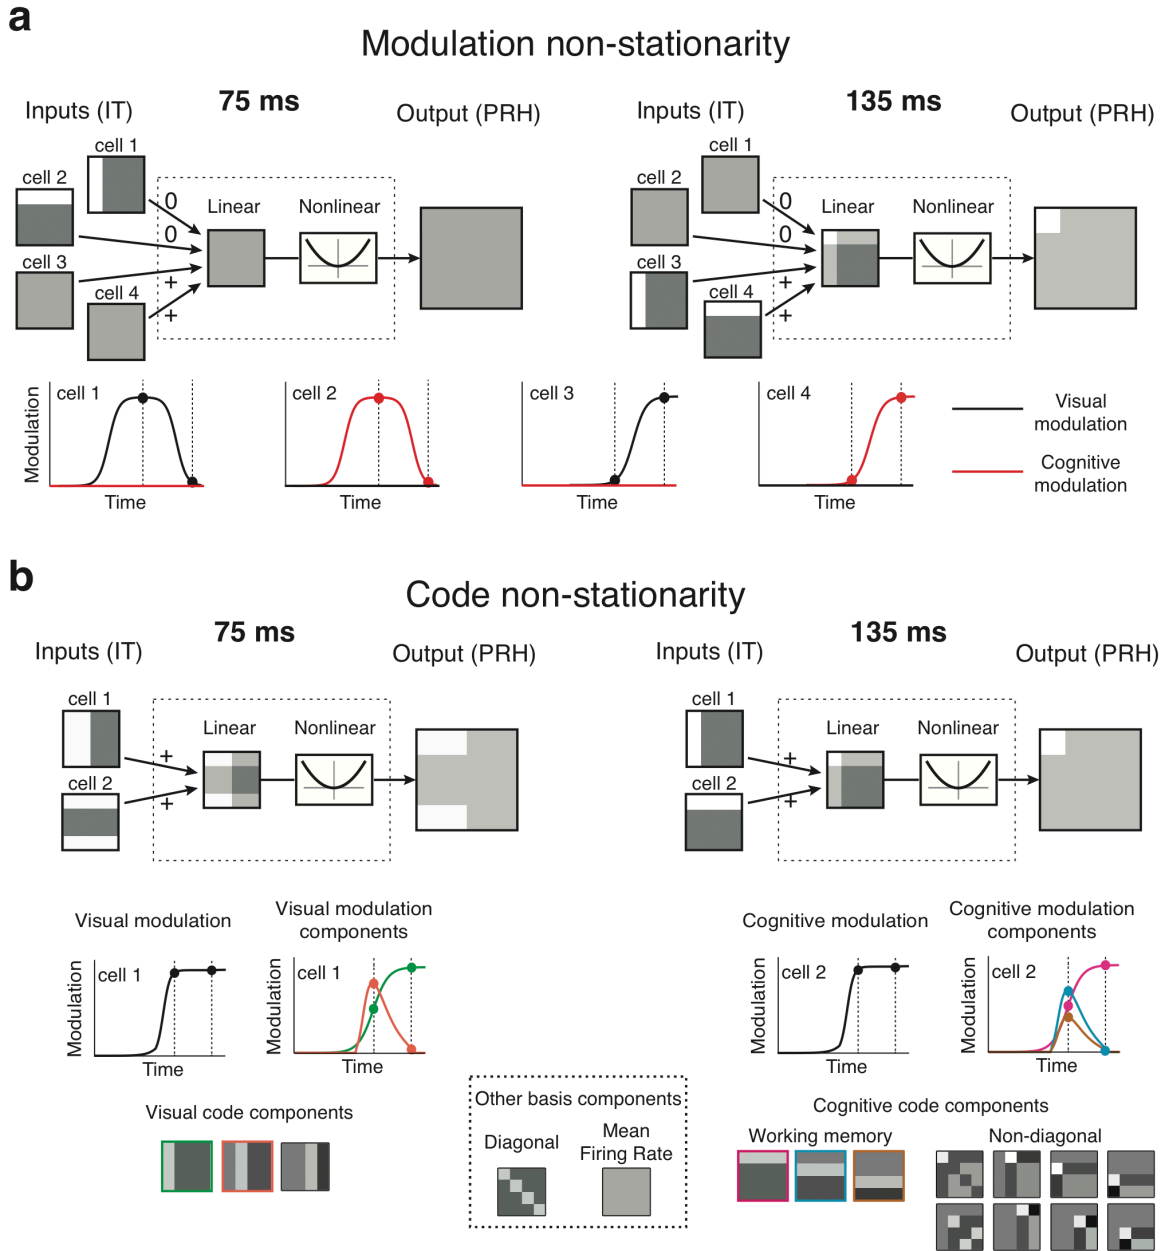 a
Modulation non-stationarity
75 ms
135 ms
Inputs (IT)
Output (PRH)
Inputs (IT)
Output (PRH)
cell 1
cell 2
cell 3
cell 4
0
0
+
+
Linear
Nonlinear
cell 1
cell 2
cell 3
cell 4
0
0
+
+
Linear
Nonlinear
Modulation
cell 1
Time
cell 2
Time
cell 3
Time
cell 4
Time
Visual
modulation
Cognitive
modulation
b
Code non-stationarity
75 ms
135 ms
Inputs (IT)
Output (PRH)
Inputs (IT)
Output (PRH)
cell 1
cell 2
+
+
Linear
Nonlinear
cell 1
cell 2
+
+
Linear
Nonlinear
Visual modulation
Modulation
cell 1
Time
Visual modulation
components
Modulation
cell 1
Time
Cognitive modulation
Modulation
cell 2
Time
Cognitive modulation
components
Modulation
cell 2
Time
Visual code components
Other basis components
Diagonal
Mean
Firing Rate
Cognitive code components
Working memory
Non-diagonal